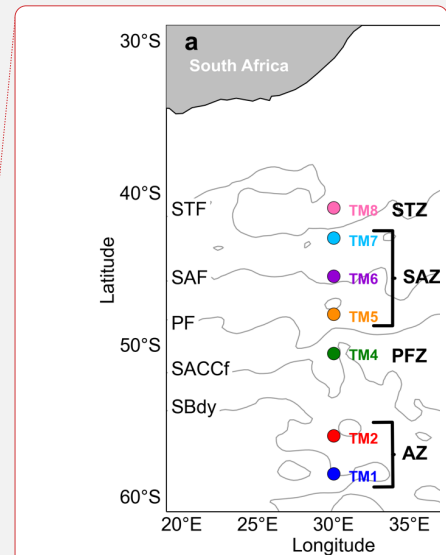 30°S
a
South Africa
40°S
STF
TM8 STZ
TM7
SAF
TM6 SAZ
TM5
PF
50°S
TM4 PFZ
SACCf
SBdy
TM2
AZ
TM1
60°S
20°E 25°E 30°E 35°E
Longitude
Latitude